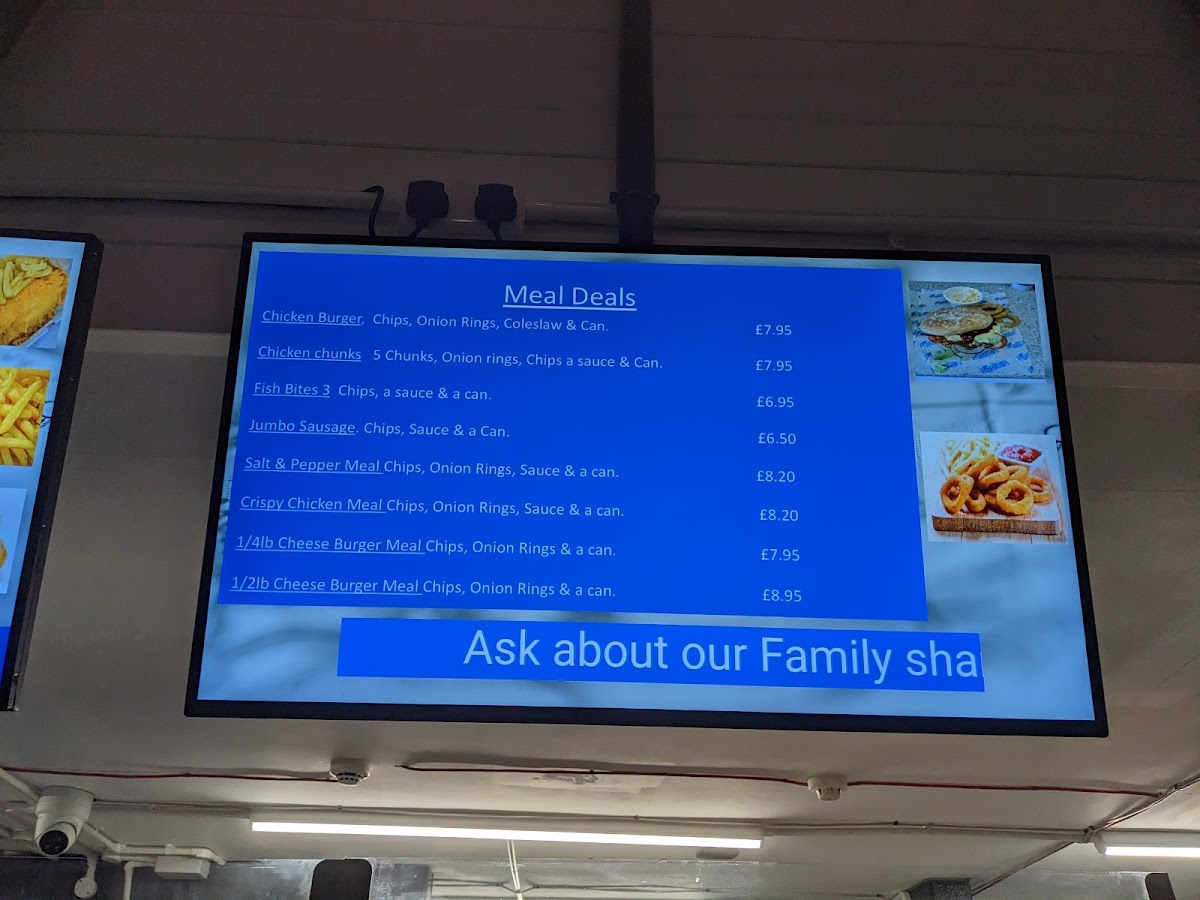 Meal Deals
Chicken Burger, Chips, Onion Rings, Coleslaw & Can. £7.95
Chicken chunks 5 Chunks, Onion rings, Chips a sauce & Can. £7.95
Fish Bites 3 Chips, a sauce & a can. £6.95
Jumbo Sausage. Chips, Sauce & a Can. £6.50
Salt & Pepper Meal Chips, Onion Rings, Sauce & a can. £8.20
Crispy Chicken Meal Chips, Onion Rings, Sauce & a can. £8.20
1/4lb Cheese Burger Meal Chips, Onion Rings & a can. £7.95
1/2lb Cheese Burger Meal Chips, Onion Rings & a can. £8.95
Ask about our Family sha